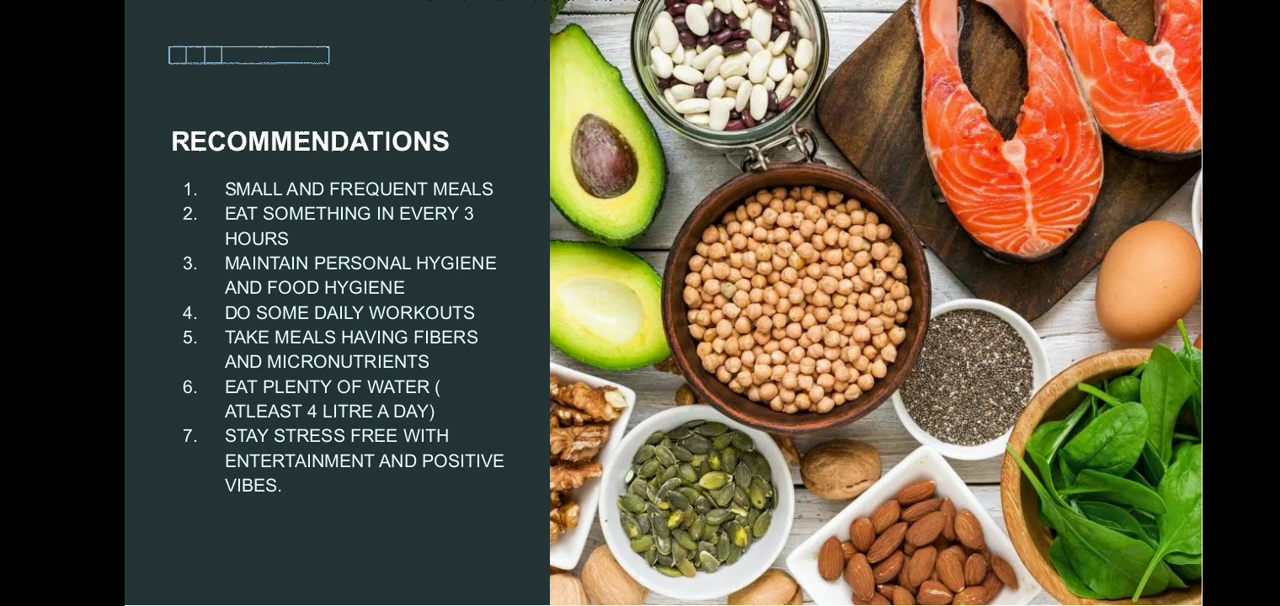 RECOMMENDATIONS
1. SMALL AND FREQUENT MEALS
2. EAT SOMETHING IN EVERY 3
HOURS
3. MAINTAIN PERSONAL HYGIENE
AND FOOD HYGIENE
4. DO SOME DAILY WORKOUTS
5. TAKE MEALS HAVING FIBERS
AND MICRONUTRIENTS
6. EAT PLENTY OF WATER (
ATLEAST 4 LITRE A DAY)
7. STAY STRESS FREE WITH
ENTERTAINMENT AND POSITIVE
VIBES.